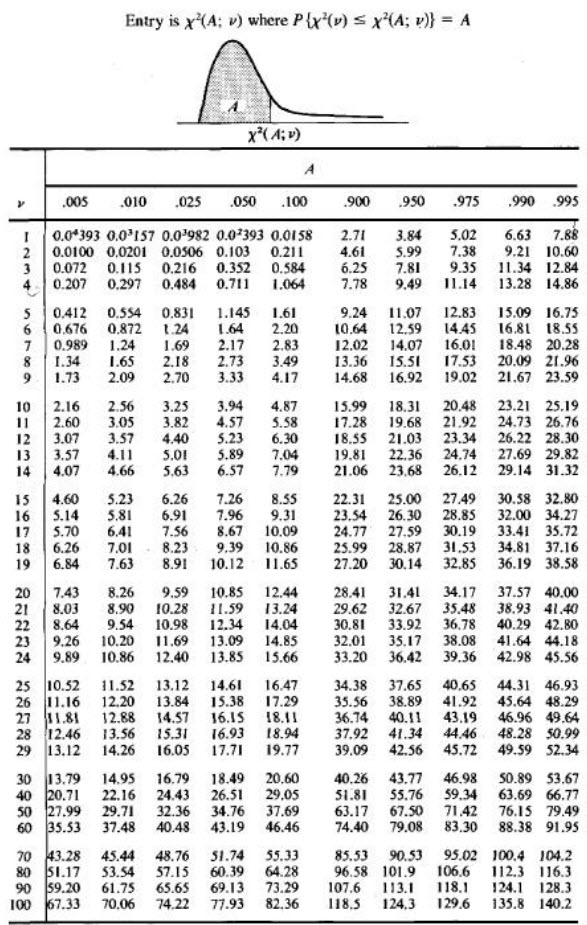 Entry is χ²(A; ν) where P{χ²(ν) ≤ χ²(A; ν)} = A
A
χ²(A;ν)
A
ν .005 .010 .025 .050 .100 .900 .950 .975 .990 .995
1 0.0⁴393 0.0³157 0.0³982 0.0²393 0.0158 2.71 3.84 5.02 6.63 7.88
2 0.0100 0.0201 0.0506 0.103 0.211 4.61 5.99 7.38 9.21 10.60
3 0.072 0.115 0.216 0.352 0.584 6.25 7.81 9.35 11.34 12.84
4 0.207 0.297 0.484 0.711 1.064 7.78 9.49 11.14 13.28 14.86
5 0.412 0.554 0.831 1.145 1.61 9.24 11.07 12.83 15.09 16.75
6 0.676 0.872 1.24 1.64 2.20 10.64 12.59 14.45 16.81 18.55
7 0.989 1.24 1.69 2.17 2.83 12.02 14.07 16.01 18.48 20.28
8 1.34 1.65 2.18 2.73 3.49 13.36 15.51 17.53 20.09 21.96
9 1.73 2.09 2.70 3.33 4.17 14.68 16.92 19.02 21.67 23.59
10 2.16 2.56 3.25 3.94 4.87 15.99 18.31 20.48 23.21 25.19
11 2.60 3.05 3.82 4.57 5.58 17.28 19.68 21.92 24.73 26.76
12 3.07 3.57 4.40 5.23 6.30 18.55 21.03 23.34 26.22 28.30
13 3.57 4.11 5.01 5.89 7.04 19.81 22.36 24.74 27.69 29.82
14 4.07 4.66 5.63 6.57 7.79 21.06 23.68 26.12 29.14 31.32
15 4.60 5.23 6.26 7.26 8.55 22.31 25.00 27.49 30.58 32.80
16 5.14 5.81 6.91 7.96 9.31 23.54 26.30 28.85 32.00 34.27
17 5.70 6.41 7.56 8.67 10.09 24.77 27.59 30.19 33.41 35.72
18 6.26 7.01 8.23 9.39 10.86 25.99 28.87 31.53 34.81 37.16
19 6.84 7.63 8.91 10.12 11.65 27.20 30.14 32.85 36.19 38.58
20 7.43 8.26 9.59 10.85 12.44 28.41 31.41 34.17 37.57 40.00
21 8.03 8.90 10.28 11.59 13.24 29.62 32.67 35.48 38.93 41.40
22 8.64 9.54 10.98 12.34 14.04 30.81 33.92 36.78 40.29 42.80
23 9.26 10.20 11.69 13.09 14.85 32.01 35.17 38.08 41.64 44.18
24 9.89 10.86 12.40 13.85 15.66 33.20 36.42 39.36 42.98 45.56
25 10.52 11.52 13.12 14.61 16.47 34.38 37.65 40.65 44.31 46.93
26 11.16 12.20 13.84 15.38 17.29 35.56 38.89 41.92 45.64 48.29
27 11.81 12.88 14.57 16.15 18.11 36.74 40.11 43.19 46.96 49.64
28 12.46 13.56 15.31 16.93 18.94 37.92 41.34 44.46 48.28 50.99
29 13.12 14.26 16.05 17.71 19.77 39.09 42.56 45.72 49.59 52.34
30 13.79 14.95 16.79 18.49 20.60 40.26 43.77 46.98 50.89 53.67
40 20.71 22.16 24.43 26.51 29.05 51.81 55.76 59.34 63.69 66.77
50 27.99 29.71 32.36 34.76 37.69 63.17 67.50 71.42 76.15 79.49
60 35.53 37.48 40.48 43.19 46.46 74.40 79.08 83.30 88.38 91.95
70 43.28 45.44 48.76 51.74 55.33 85.53 90.53 95.02 100.4 104.2
80 51.17 53.54 57.15 60.39 64.28 96.58 101.9 106.6 112.3 116.3
90 59.20 61.75 65.65 69.13 73.29 107.6 113.1 118.1 124.1 128.3
100 67.33 70.06 74.22 77.93 82.36 118.5 124.3 129.6 135.8 140.2